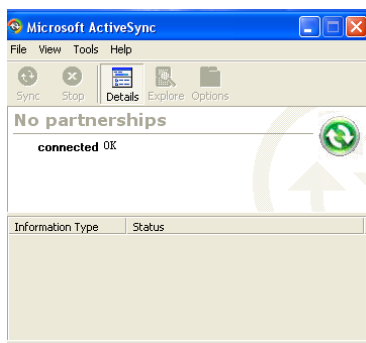 Microsoft ActiveSync
File View Tools Help
Sync Stop Details Explore Options
No partnerships
connected OK
Information Type Status